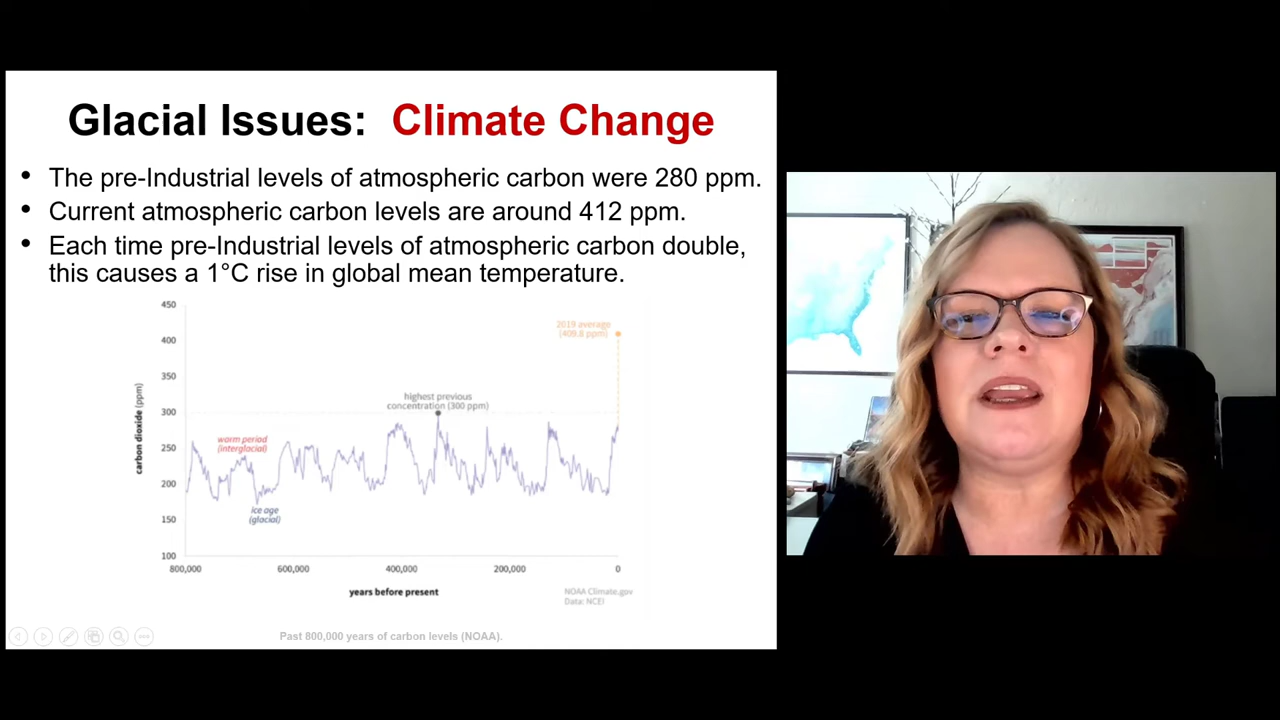 Glacial Issues: Climate Change
• The pre-Industrial levels of atmospheric carbon were 280 ppm.
• Current atmospheric carbon levels are around 412 ppm.
• Each time pre-Industrial levels of atmospheric carbon double,
this causes a 1°C rise in global mean temperature.
450
400
350
300
250
200
150
100
carbon dioxide (ppm)
2019 average
(409.8 ppm)
highest previous
concentration (300 ppm)
warm period
(interglacial)
ice age
(glacial)
800,000
600,000
400,000
200,000
0
years before present
NOAA Climate.gov
Data: NCEI
Past 800,000 years of carbon levels (NOAA).